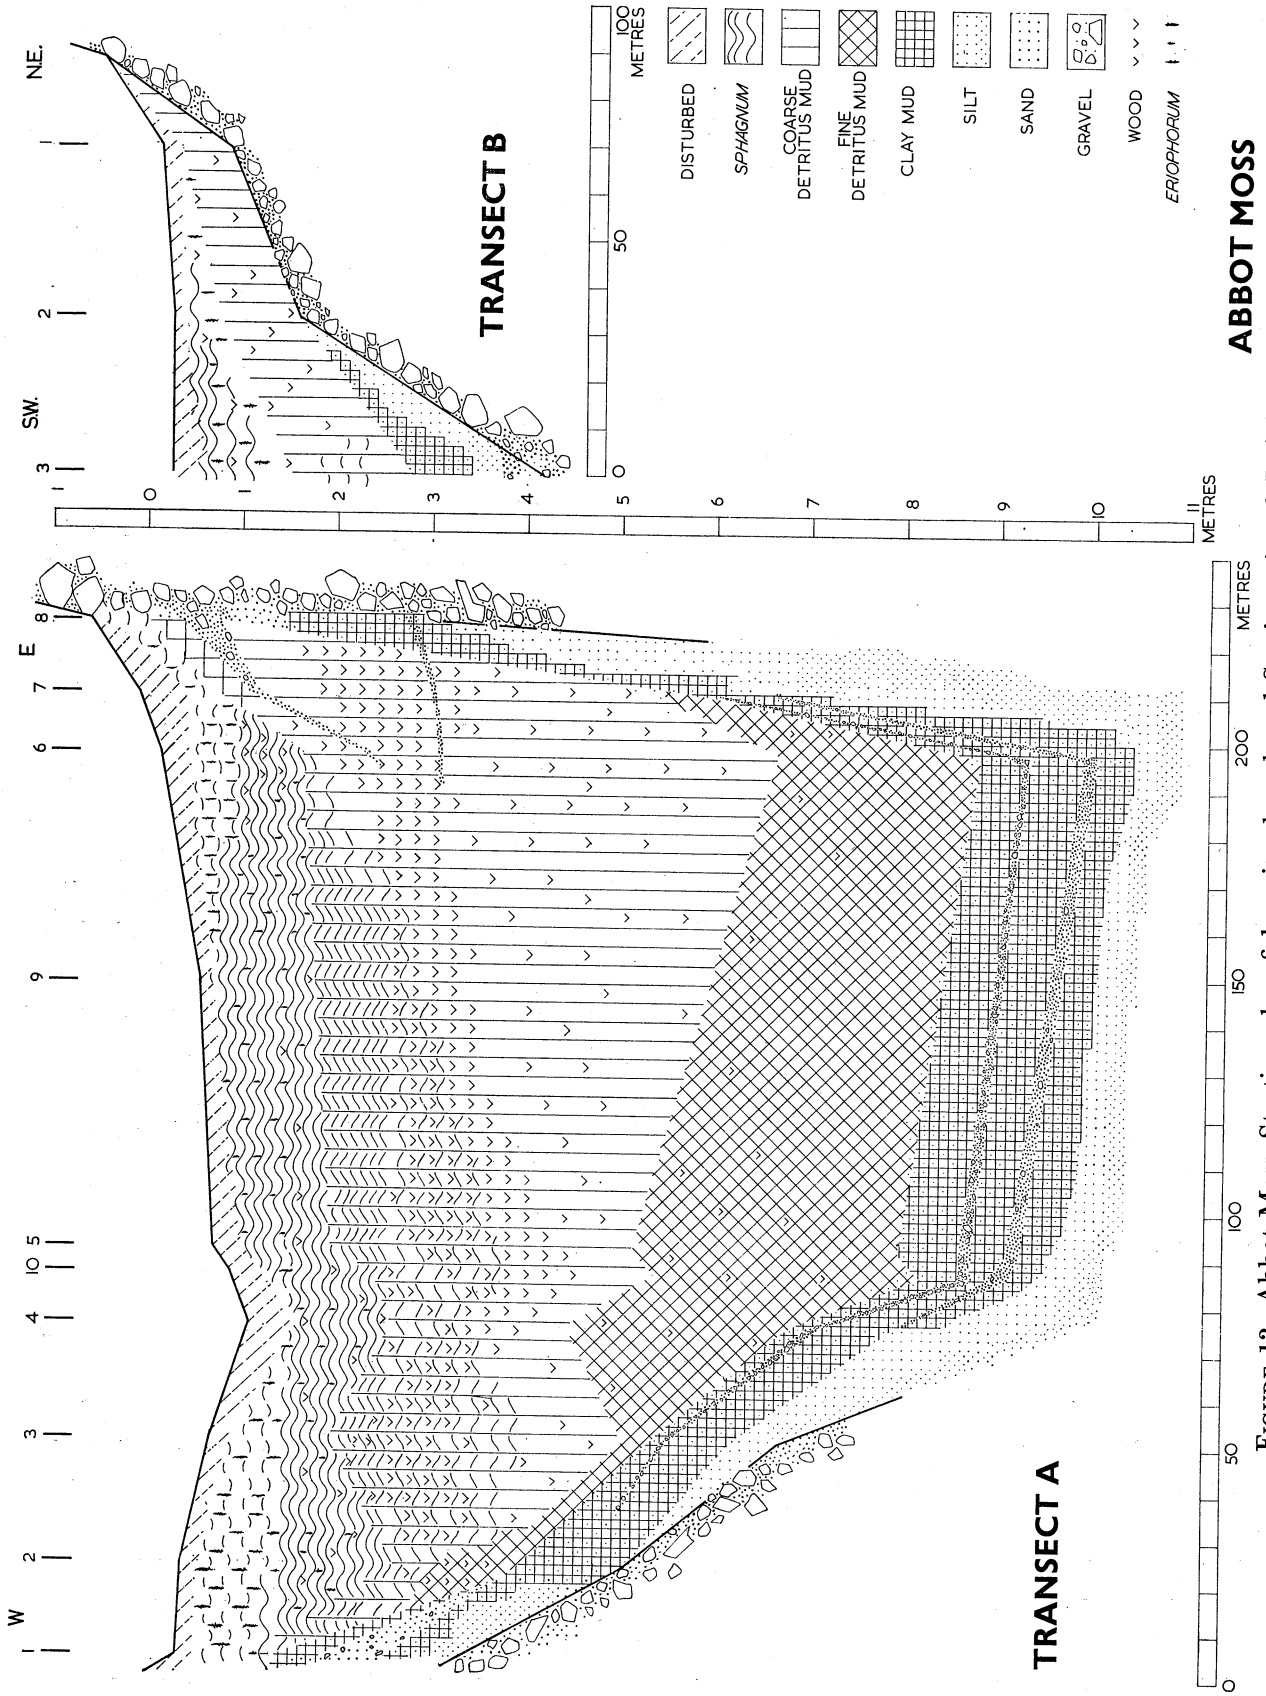 W
E
1
2
3
4
10 5
9
6
7
8
S.W.
N.E.
3
2
1
1
0
1
2
3
4
5
6
7
8
9
10
11
METRES
TRANSECT A
0
50
100
150
200
METRES
TRANSECT B
0
50
100
METRES
DISTURBED
SPHAGNUM
COARSE
DETRITUS MUD
FINE
DETRITUS MUD
CLAY MUD
SILT
SAND
GRAVEL
WOOD
ERIOPHORUM
ABBOT MOSS